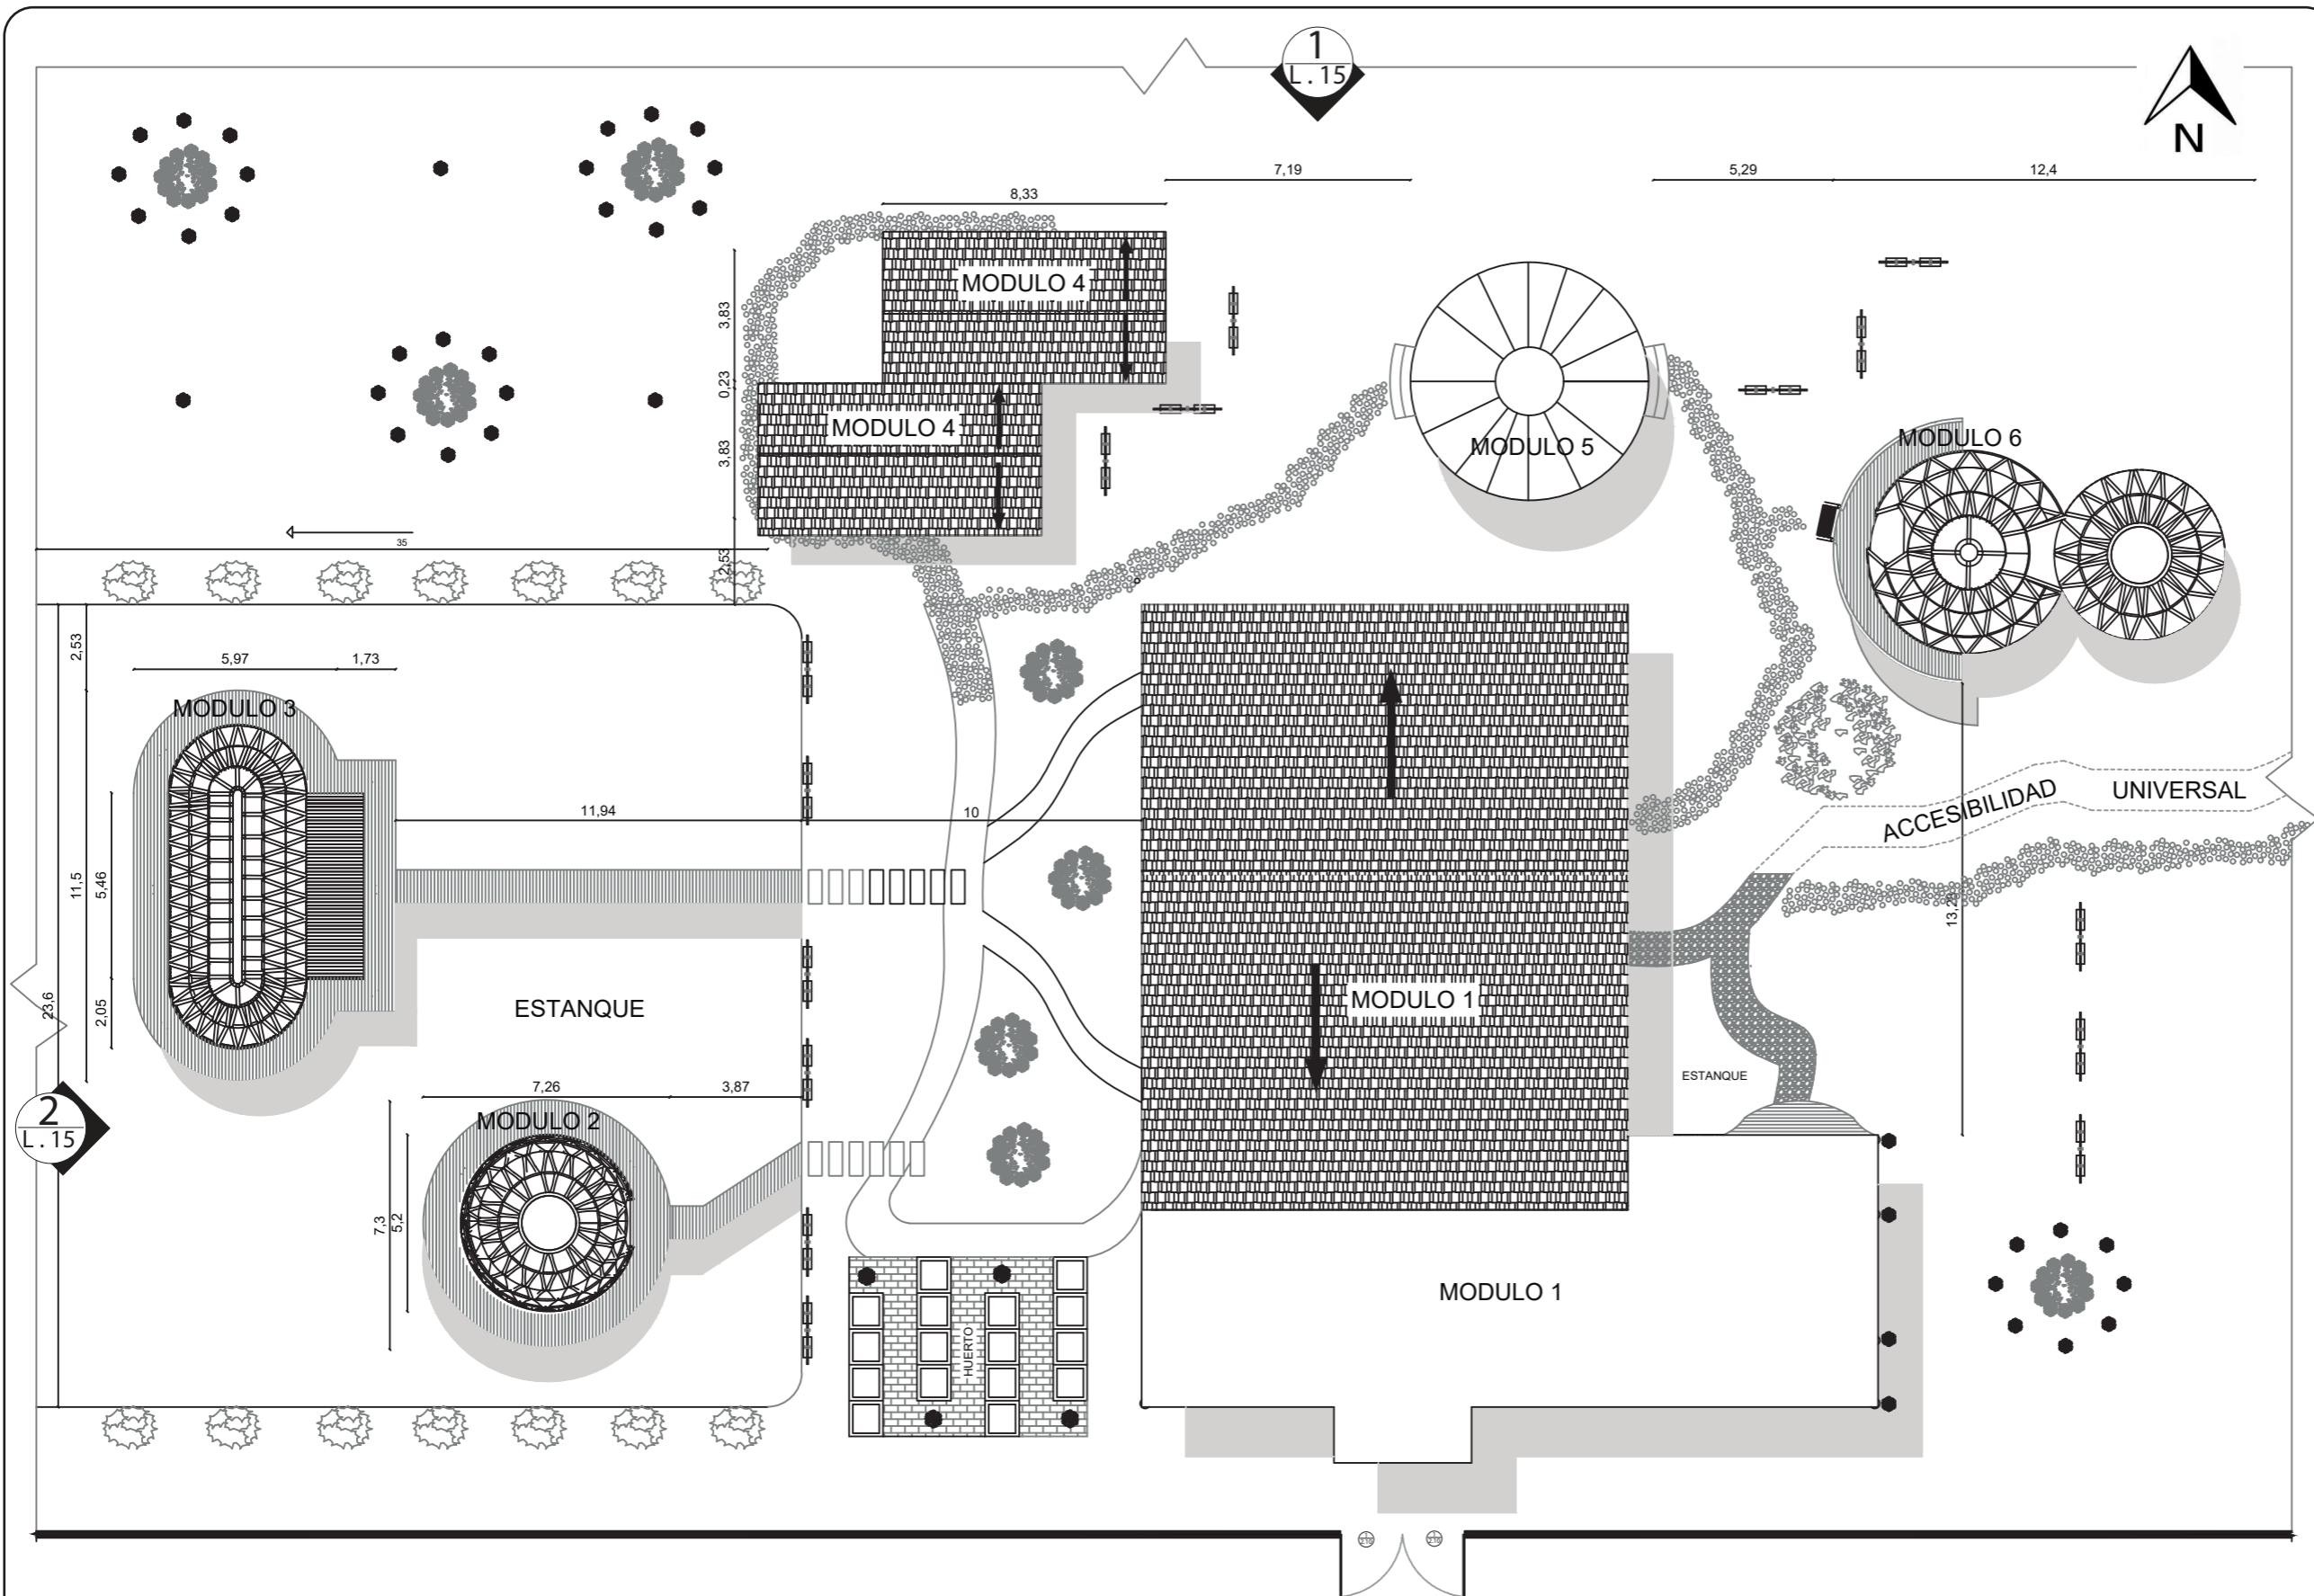 1
L . 15
N
7,19
5,29
12,4
8,33
MODULO 4
3,83
0,23
MODULO 4
3,83
MODULO 5
MODULO 6
35
2,53
2,53
5,97
1,73
MODULO 3
ACCESIBILIDAD
UNIVERSAL
11,94
10
11,5
5,46
2,05
23,6
ESTANQUE
MODULO 1
ESTANQUE
7,26
3,87
MODULO 2
2
L . 15
7,3
5,2
MODULO 1
HUERTO